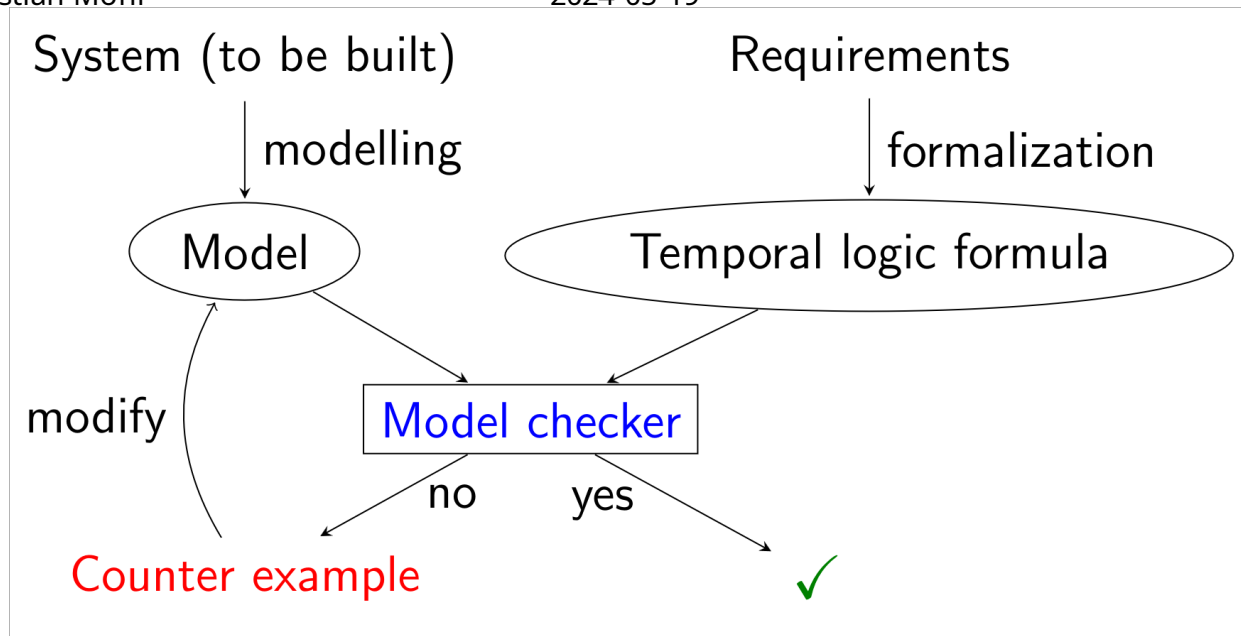 System (to be built)
Requirements
modelling
formalization
Model
Temporal logic formula
modify
Model checker
no
yes
Counter example
✓